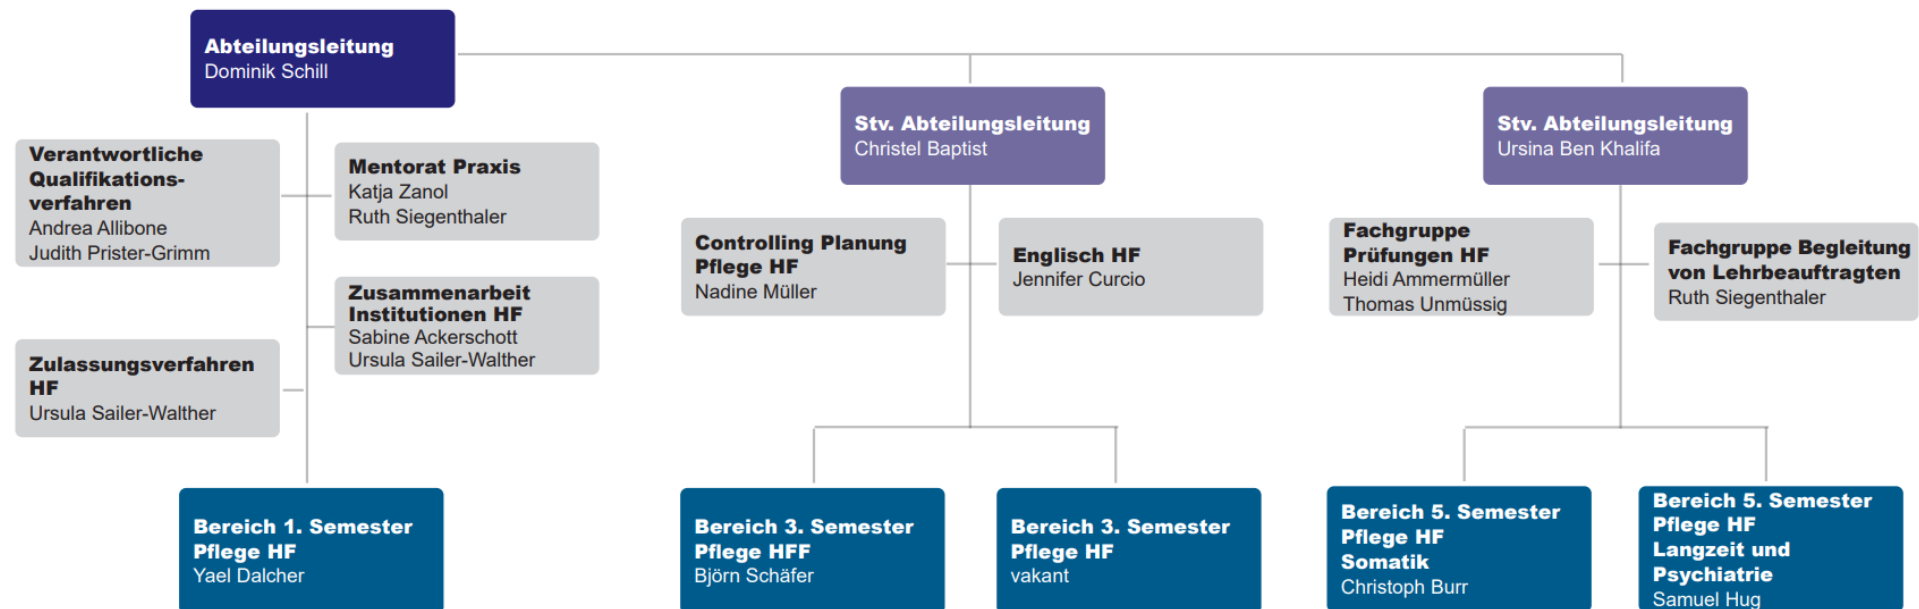 Abteilungsleitung
Dominik Schill
Stv. Abteilungsleitung
Christel Baptist
Stv. Abteilungsleitung
Ursina Ben Khalifa
Verantwortliche
Qualifikations-
verfahren
Andrea Allibone
Judith Prister-Grimm
Mentorat Praxis
Katja Zanol
Ruth Siegenthaler
Zusammenarbeit
Institutionen HF
Sabine Ackerschott
Ursula Sailer-Walther
Zulassungsverfahren
HF
Ursula Sailer-Walther
Controlling Planung
Pflege HF
Nadine Müller
Englisch HF
Jennifer Curcio
Fachgruppe
Prüfungen HF
Heidi Ammermüller
Thomas Unmüssig
Fachgruppe Begleitung
von Lehrbeauftragten
Ruth Siegenthaler
Bereich 1. Semester
Pflege HF
Yael Dalcher
Bereich 3. Semester
Pflege HFF
Björn Schäfer
Bereich 3. Semester
Pflege HF
vakant
Bereich 5. Semester
Pflege HF
Somatik
Christoph Burr
Bereich 5. Semester
Pflege HF
Langzeit und
Psychiatrie
Samuel Hug